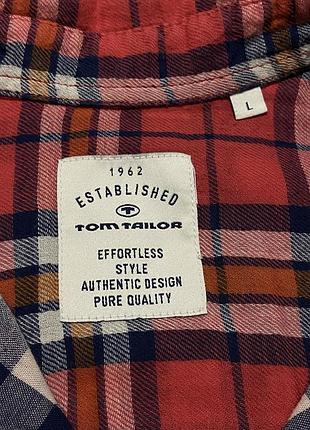 L
1962
ESTABLISHED
TOM TAILOR
EFFORTLESS
STYLE
AUTHENTIC DESIGN
PURE QUALITY